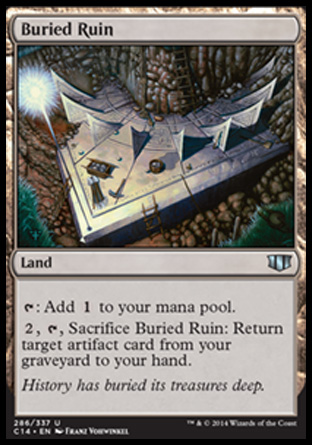 Buried Ruin
Land
: Add 1 to your mana pool.
2, , Sacrifice Buried Ruin: Return
target artifact card from your
graveyard to your hand.
History has buried its treasures deep.
286/337 U
C14 • EN Franz Vohwinkel
™ & © 2014 Wizards of the Coast